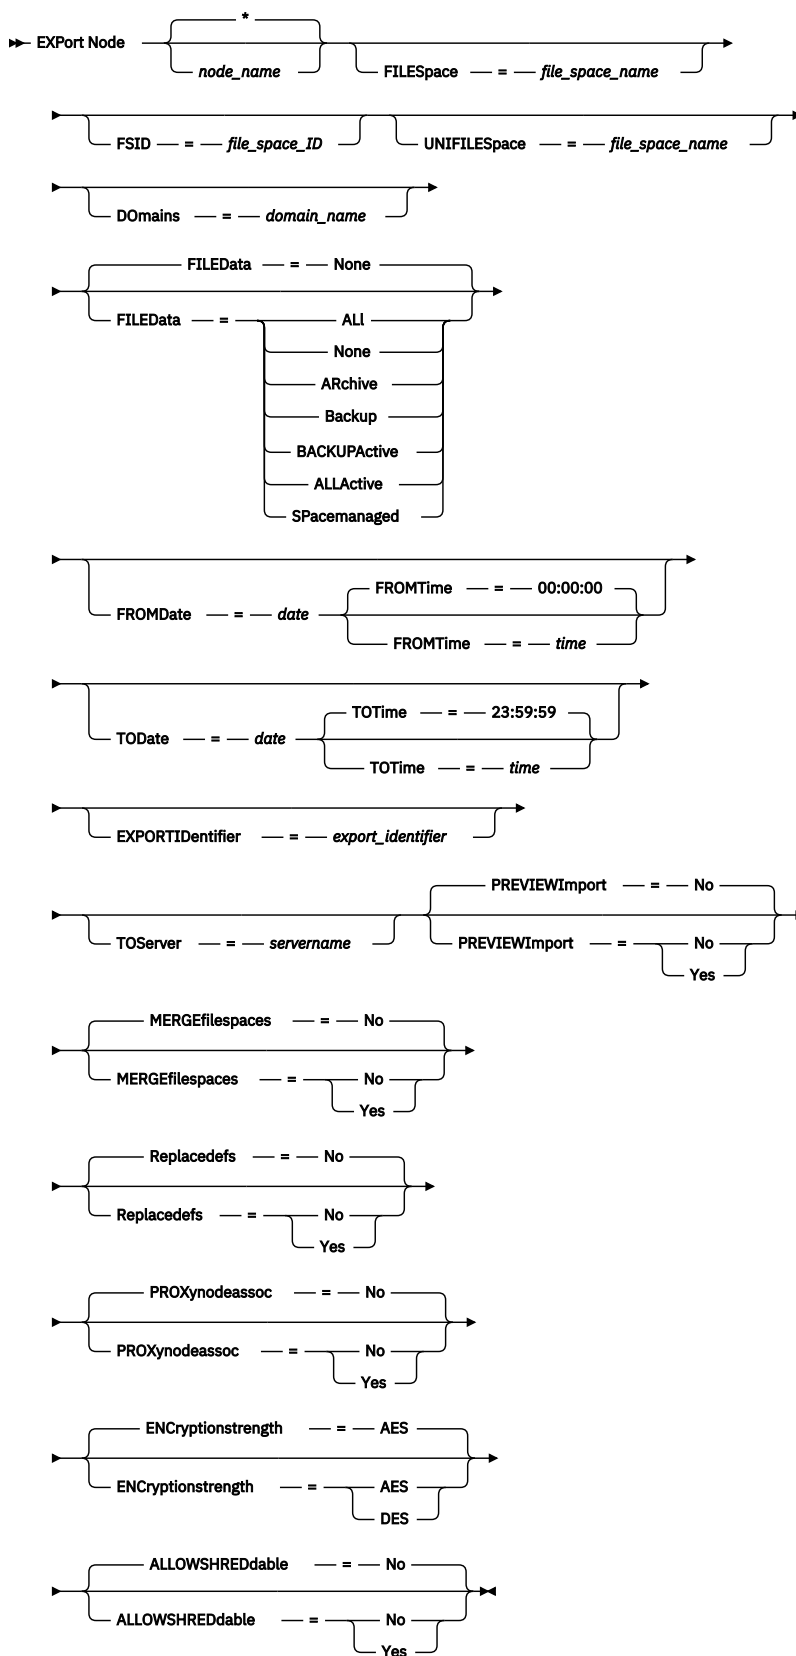 *
EXPort Node
node_name
FILESpace = file_space_name
FSID = file_space_ID
UNIFILESpace = file_space_name
DOmains = domain_name
FILEData = None
FILEData = ALl
None
ARchive
Backup
BACKUPActive
ALLActive
SPacemanaged
FROMTime = 00:00:00
FROMDate = date
FROMTime = time
TOTime = 23:59:59
TODate = date
TOTime = time
EXPORTIDentifier = export_identifier
PREVIEWImport = No
TOServer = servername
PREVIEWImport = No
Yes
MERGEfilespaces = No
MERGEfilespaces = No
Yes
Replacedefs = No
Replacedefs = No
Yes
PROXynodeassoc = No
PROXynodeassoc = No
Yes
ENCryptionstrength = AES
ENCryptionstrength = AES
DES
ALLOWSHREDdable = No
ALLOWSHREDdable = No
Yes